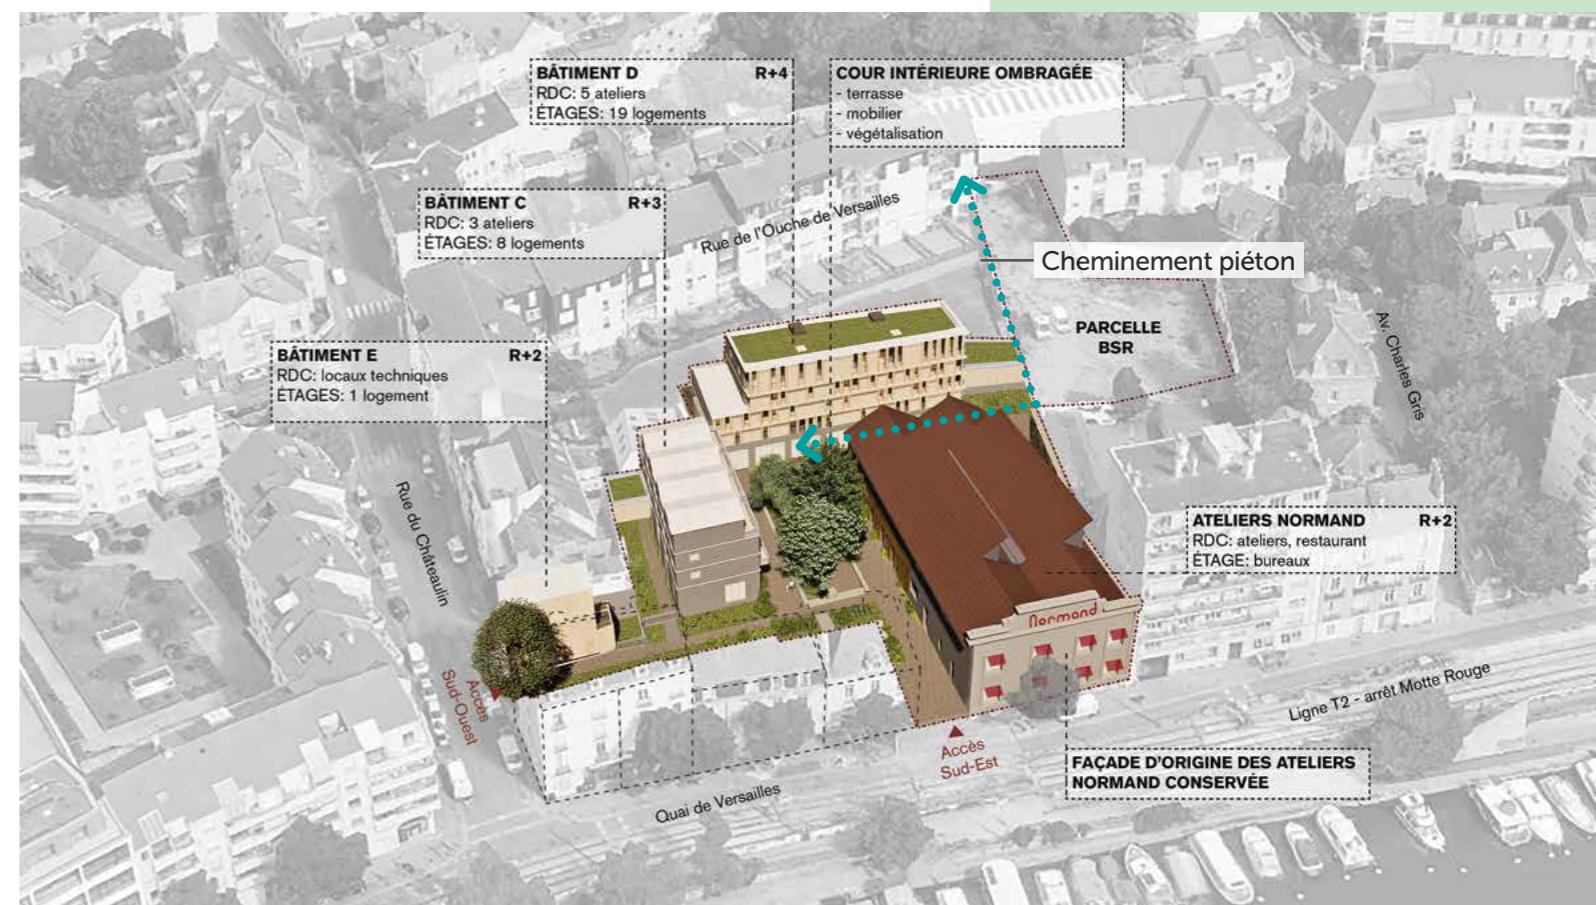 BÂTIMENT D R+4
RDC: 5 ateliers
ÉTAGES: 19 logements
COUR INTÉRIEURE OMBRAGÉE
- terrasse
- mobilier
- végétalisation
BÂTIMENT C R+3
RDC: 3 ateliers
ÉTAGES: 8 logements
Rue de l'Ouche de Versailles
Cheminement piéton
PARCELLE
BSR
Av. Charles Gris
BÂTIMENT E R+2
RDC: locaux techniques
ÉTAGES: 1 logement
Rue du Châteaulin
ATELIERS NORMAND R+2
RDC: ateliers, restaurant
ÉTAGE: bureaux
Normand
Accès
Sud-Ouest
Ligne T2 - arrêt Motte Rouge
Accès
Sud-Est
FAÇADE D'ORIGINE DES ATELIERS
NORMAND CONSERVÉE
Quai de Versailles